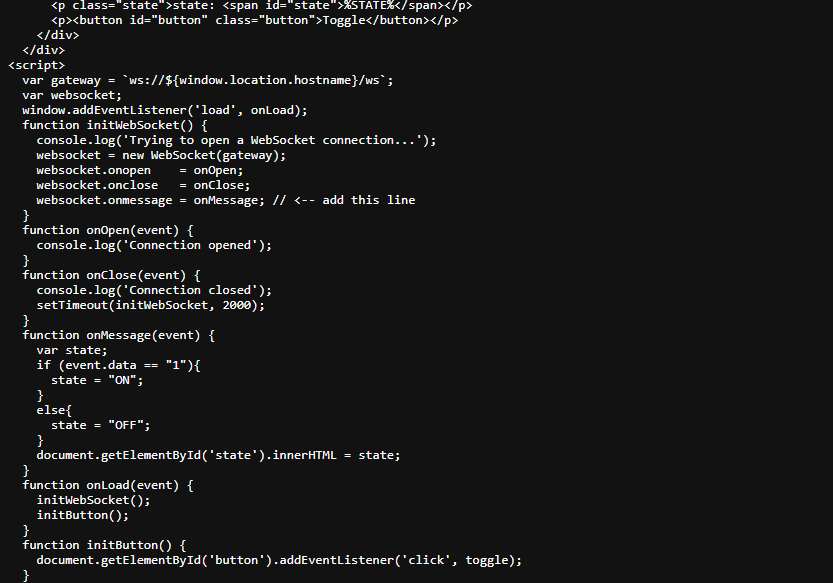 <p class="state">state: <span id="state">%STATE%</span></p>
<p><button id="button" class="button">Toggle</button></p>
</div>
</div>
<script>
var gateway = `ws://${window.location.hostname}/ws`;
var websocket;
window.addEventListener('load', onLoad);
function initWebSocket() {
console.log('Trying to open a WebSocket connection...');
websocket = new WebSocket(gateway);
websocket.onopen    = onOpen;
websocket.onclose   = onClose;
websocket.onmessage = onMessage; // <-- add this line
}
function onOpen(event) {
console.log('Connection opened');
}
function onClose(event) {
console.log('Connection closed');
setTimeout(initWebSocket, 2000);
}
function onMessage(event) {
var state;
if (event.data == "1"){
state = "ON";
}
else{
state = "OFF";
}
document.getElementById('state').innerHTML = state;
}
function onLoad(event) {
initWebSocket();
initButton();
}
function initButton() {
document.getElementById('button').addEventListener('click', toggle);
}